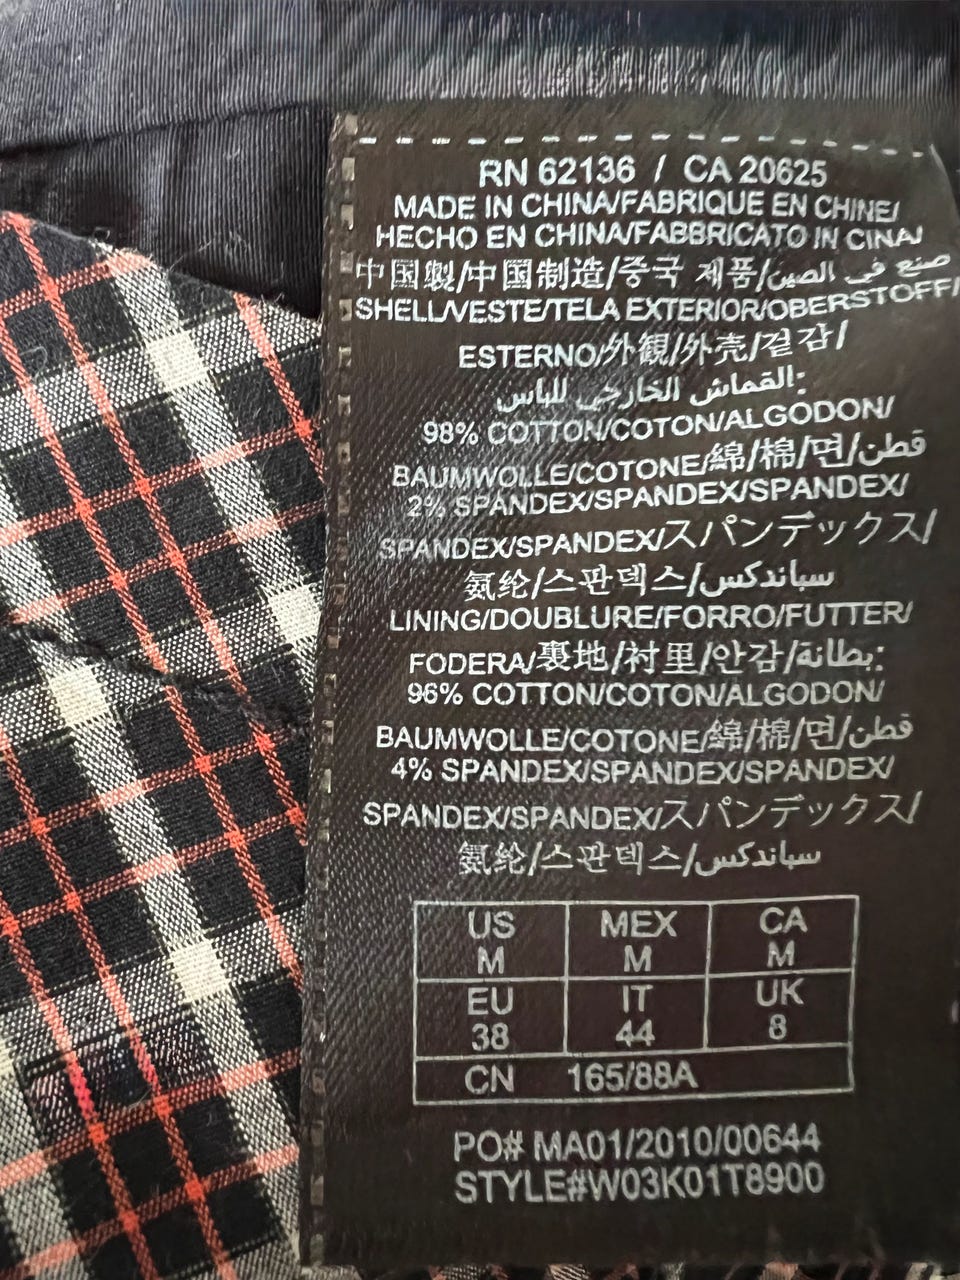 RN 62136 / CA 20625
MADE IN CHINA/FABRIQUE EN CHINE/
HECHO EN CHINA/FABBRICATO IN CINA/
中国製/中国制造/중국 제품/صنع في الصين/
SHELL/VESTE/TELA EXTERIOR/OBERSTOFF/
ESTERNO/外観/外壳/겉감/
القماش الخارجي للباس:
98% COTTON/COTON/ALGODON/
BAUMWOLLE/COTONE/綿/棉/면/قطن
2% SPANDEX/SPANDEX/SPANDEX/
SPANDEX/SPANDEX/スパンデックス/
氨纶/스판덱스/سباندكس
LINING/DOUBLURE/FORRO/FUTTER/
FODERA/裏地/衬里/안감/بطانة:
96% COTTON/COTON/ALGODON/
BAUMWOLLE/COTONE/綿/棉/면/قطن
4% SPANDEX/SPANDEX/SPANDEX/
SPANDEX/SPANDEX/スパンデックス/
氨纶/스판덱스/سباندكس
US MEX CA
M M M
EU IT UK
38 44 8
CN 165/88A
PO# MA01/2010/00644
STYLE#W03K01T8900